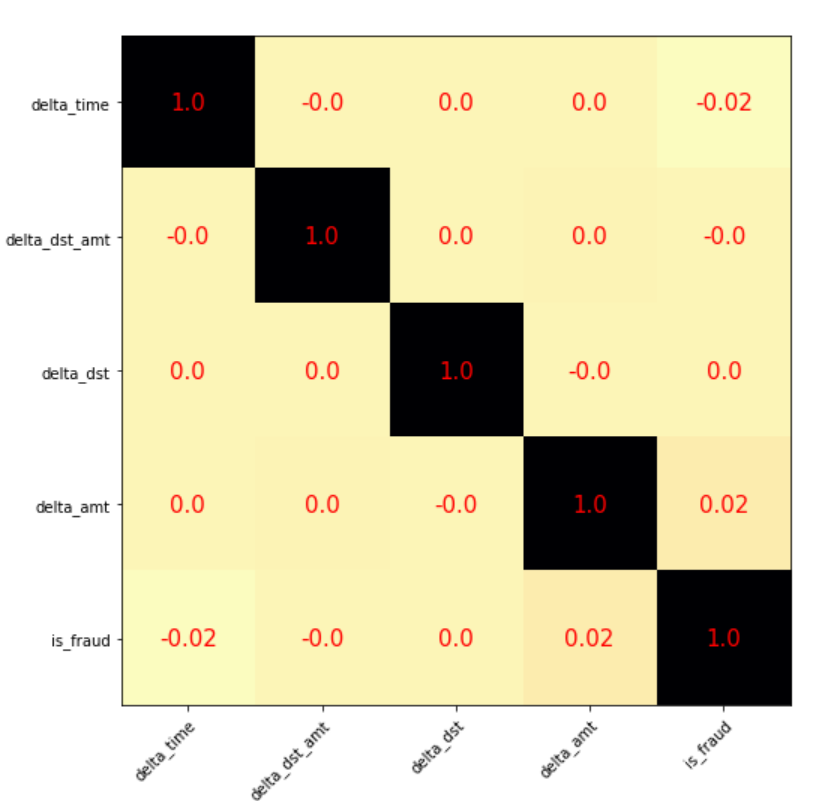 delta_time 1.0 -0.0 0.0 0.0 -0.02
delta_dst_amt -0.0 1.0 0.0 0.0 -0.0
delta_dst 0.0 0.0 1.0 -0.0 0.0
delta_amt 0.0 0.0 -0.0 1.0 0.02
is_fraud -0.02 -0.0 0.0 0.02 1.0
delta_time delta_dst_amt delta_dst delta_amt is_fraud